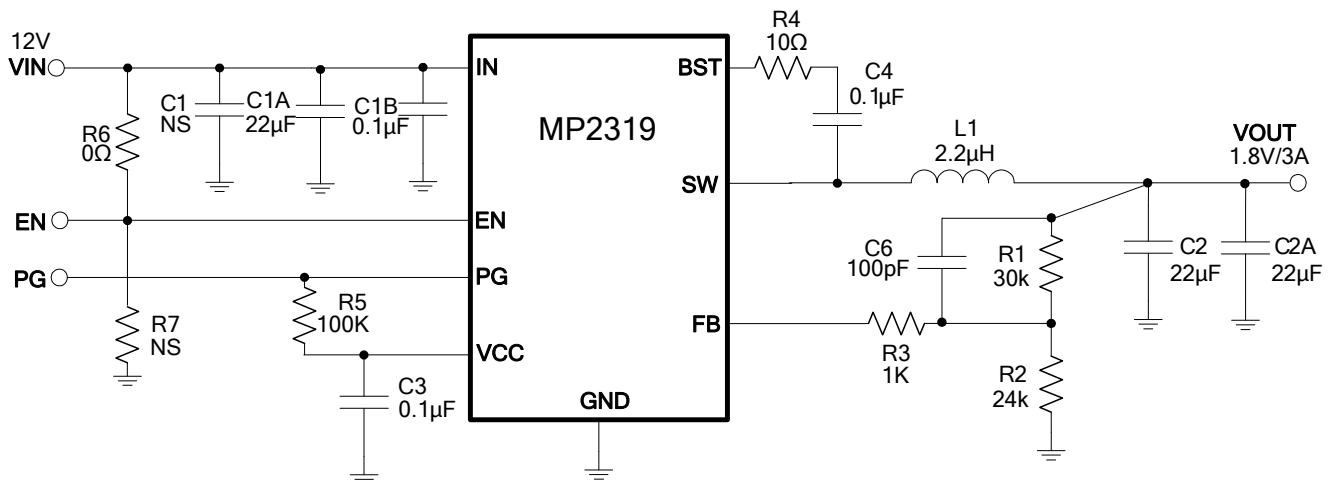 12V
VIN
R6
0Ω
C1
NS
C1A
22µF
C1B
0.1µF
EN
PG
R7
NS
R5
100K
C3
0.1µF
IN
EN
PG
VCC
MP2319
GND
BST
SW
FB
R4
10Ω
C4
0.1µF
L1
2.2µH
VOUT
1.8V/3A
C6
100pF
R1
30k
R3
1K
R2
24k
C2
22µF
C2A
22µF